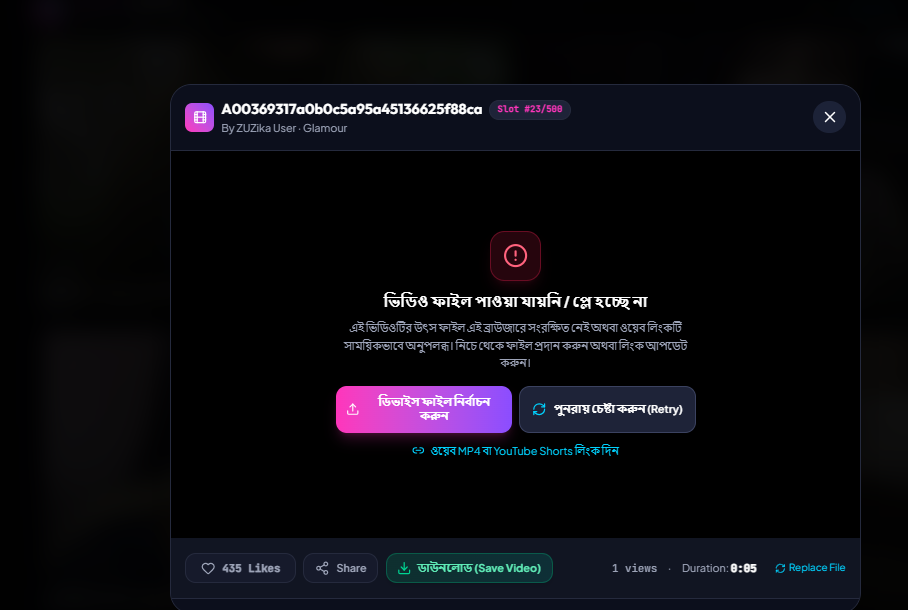 A00369317a0b0c5a95a45136625f88ca Slot #23/500
By ZUZika User · Glamour
ভিডিও ফাইল পাওয়া যায়নি / প্লে হচ্ছে না
এই ভিডিওটির উৎস ফাইল এই ব্রাউজারে সংরক্ষিত নেই অথবা ওয়েব লিংকটি
সাময়িকভাবে অনুপলব্ধ। নিচে থেকে ফাইল প্রদান করুন অথবা লিংক আপডেট
করুন।
ডিভাইস ফাইল নির্বাচন
করুন
পুনরায় চেষ্টা করুন (Retry)
ওয়েব MP4 বা YouTube Shorts লিংক দিন
435 Likes Share ডাউনলোড (Save Video) 1 views · Duration: 0:05 Replace File